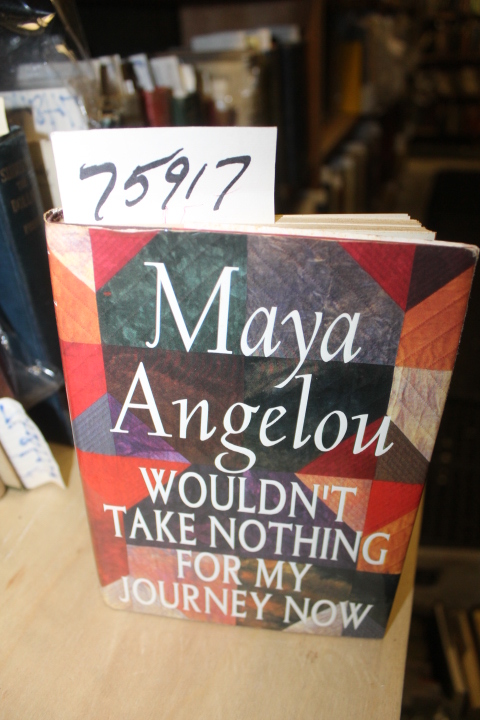 75917
Maya
Angelou
WOULDN'T
TAKE NOTHING
FOR MY
JOURNEY NOW